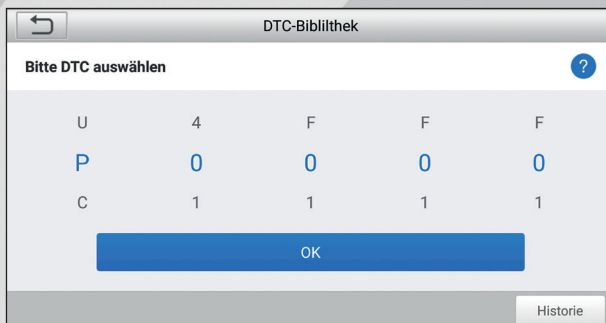 DTC-Biblilthek
Bitte DTC auswählen
?
U 4 F F F
P 0 0 0 0
C 1 1 1 1
OK
Historie